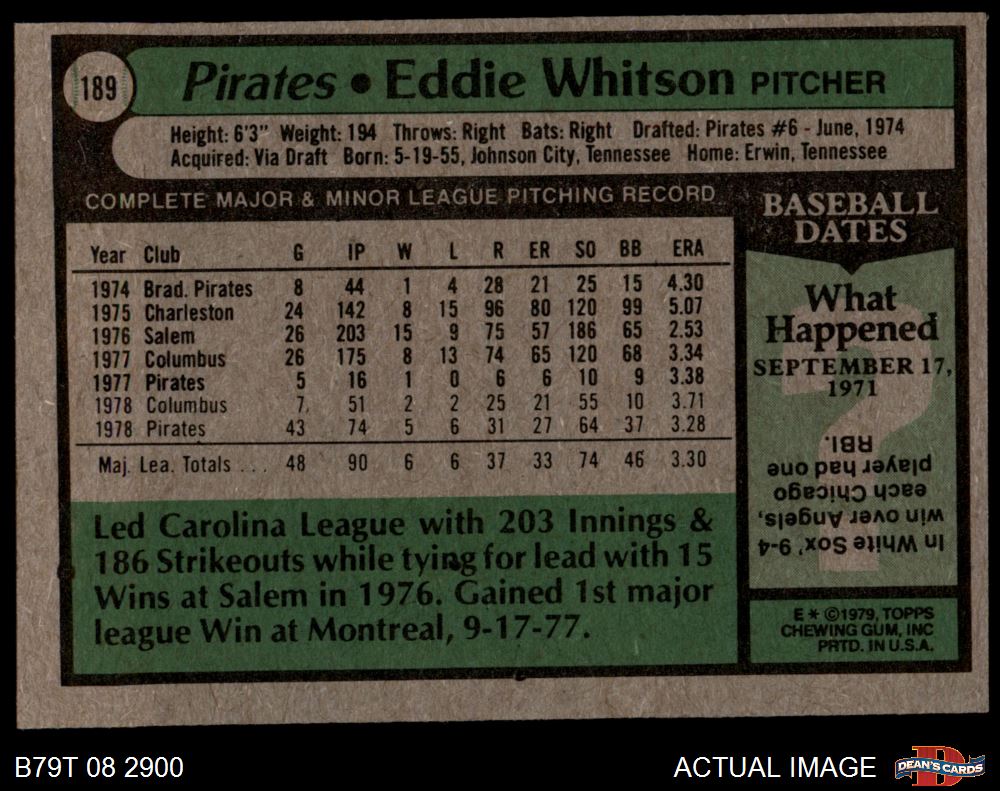 189
Pirates • Eddie Whitson PITCHER
Height: 6'3" Weight: 194 Throws: Right Bats: Right Drafted: Pirates #6 - June, 1974
Acquired: Via Draft Born: 5-19-55, Johnson City, Tennessee Home: Erwin, Tennessee
COMPLETE MAJOR & MINOR LEAGUE PITCHING RECORD
Year Club G IP W L R ER SO BB ERA
1974 Brad. Pirates 8 44 1 4 28 21 25 15 4.30
1975 Charleston 24 142 8 15 96 80 120 99 5.07
1976 Salem 26 203 15 9 75 57 186 65 2.53
1977 Columbus 26 175 8 13 74 65 120 68 3.34
1977 Pirates 5 16 1 0 6 6 10 9 3.38
1978 Columbus 7 51 2 2 25 21 55 10 3.71
1978 Pirates 43 74 5 6 31 27 64 37 3.28
Maj. Lea. Totals ... 48 90 6 6 37 33 74 46 3.30
Led Carolina League with 203 Innings &
186 Strikeouts while tying for lead with 15
Wins at Salem in 1976. Gained 1st major
league Win at Montreal, 9-17-77.
BASEBALL
DATES
What
Happened
SEPTEMBER 17,
1971
?
In White Sox' 9-4
win over Angels,
each Chicago
player had one
RBI.
E * ©1979, TOPPS
CHEWING GUM, INC
PRTD. IN U.S.A.
B79T 08 2900
ACTUAL IMAGE
D
DEAN'S CARDS